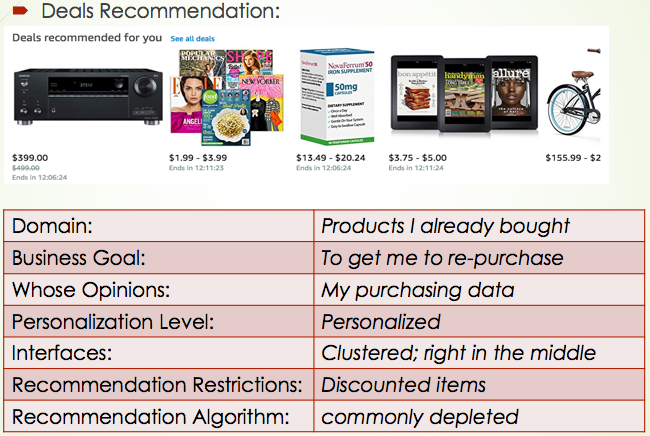 Deals Recommendation:
Deals recommended for you See all deals
POPULAR MECHANICS
ELLE
NEW YORKER
ANGELI
food
NovaFerrum50
IRON SUPPLEMENT
50mg
CAPSULES
DIETARY SUPPLEMENT
bon appétit
handyman
allure
$399.00 $1.99 - $3.99 $13.49 - $20.24 $3.75 - $5.00 $155.99 - $2
$499.00 Ends in 12:11:23 Ends in 12:06:24 Ends in 12:11:24
Ends in 12:06:24
Domain: Products I already bought
Business Goal: To get me to re-purchase
Whose Opinions: My purchasing data
Personalization Level: Personalized
Interfaces: Clustered; right in the middle
Recommendation Restrictions: Discounted items
Recommendation Algorithm: commonly depleted